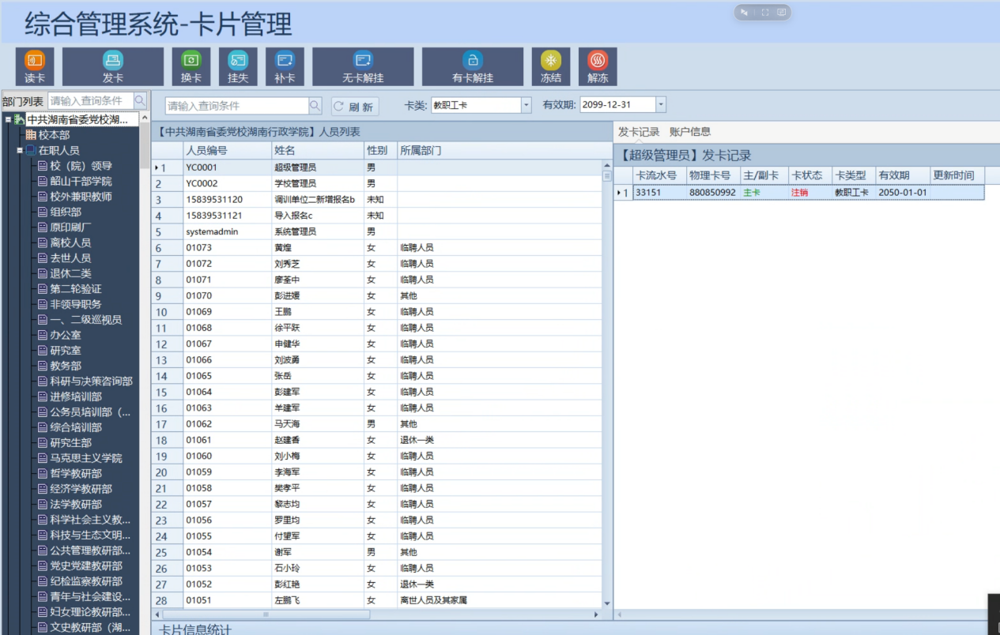 综合管理系统-卡片管理
读卡 发卡 换卡 挂失 补卡 无卡解挂 有卡解挂 冻结 解冻
部门列表 请输入查询条件
中共湖南省委党校湖...
校本部
在职人员
校（院）领导
韶山干部学院
校外兼职教师
组织部
原印刷厂
离校人员
去世人员
退休二类
第二轮验证
非领导职务
一、二级巡视员
办公室
研究室
教务部
科研与决策咨询部
进修培训部
公务员培训部（...
综合培训部
研究生部
马克思主义学院
哲学教研部
经济学教研部
法学教研部
科学社会主义教...
科技与生态文明...
公共管理教研部...
党史党建教研部
纪检监察教研部
青年与社会建设...
妇女理论教研部...
文史教研部（湖...
请输入查询条件 刷新 卡类: 教职工卡 有效期: 2099-12-31
【中共湖南省委党校湖南行政学院】人员列表
人员编号 姓名 性别 所属部门
1 YC0001 超级管理员 男
2 YC0002 学校管理员 男
3 15839531120 调训单位二新增报名b 未知
4 15839531121 导入报名c 未知
5 systemadmin 系统管理员 男
6 01073 黄煌 女 临聘人员
7 01072 刘秀芝 女 临聘人员
8 01071 廖荃中 女 临聘人员
9 01070 彭进媛 女 其他
10 01069 王鹏 女 临聘人员
11 01068 徐平跃 女 临聘人员
12 01067 申健华 女 临聘人员
13 01066 刘波勇 女 临聘人员
14 01065 张岳 女 临聘人员
15 01064 彭建军 女 临聘人员
16 01063 羊建军 女 临聘人员
17 01062 马天海 男 其他
18 01061 赵建香 女 退休一类
19 01060 刘小梅 女 临聘人员
20 01059 李海军 女 临聘人员
21 01058 樊孝平 女 临聘人员
22 01057 黎志均 女 临聘人员
23 01056 罗里均 女 临聘人员
24 01055 付望军 女 临聘人员
25 01054 谢军 男 其他
26 01053 石小玲 女 临聘人员
27 01052 彭红艳 女 退休一类
28 01051 左鹏飞 女 离世人员及其家属
卡片信息统计
发卡记录 账户信息
【超级管理员】发卡记录
卡流水号 物理卡号 主/副卡 卡状态 卡类型 有效期 更新时间
1 33151 880850992 主卡 注销 教职工卡 2050-01-01